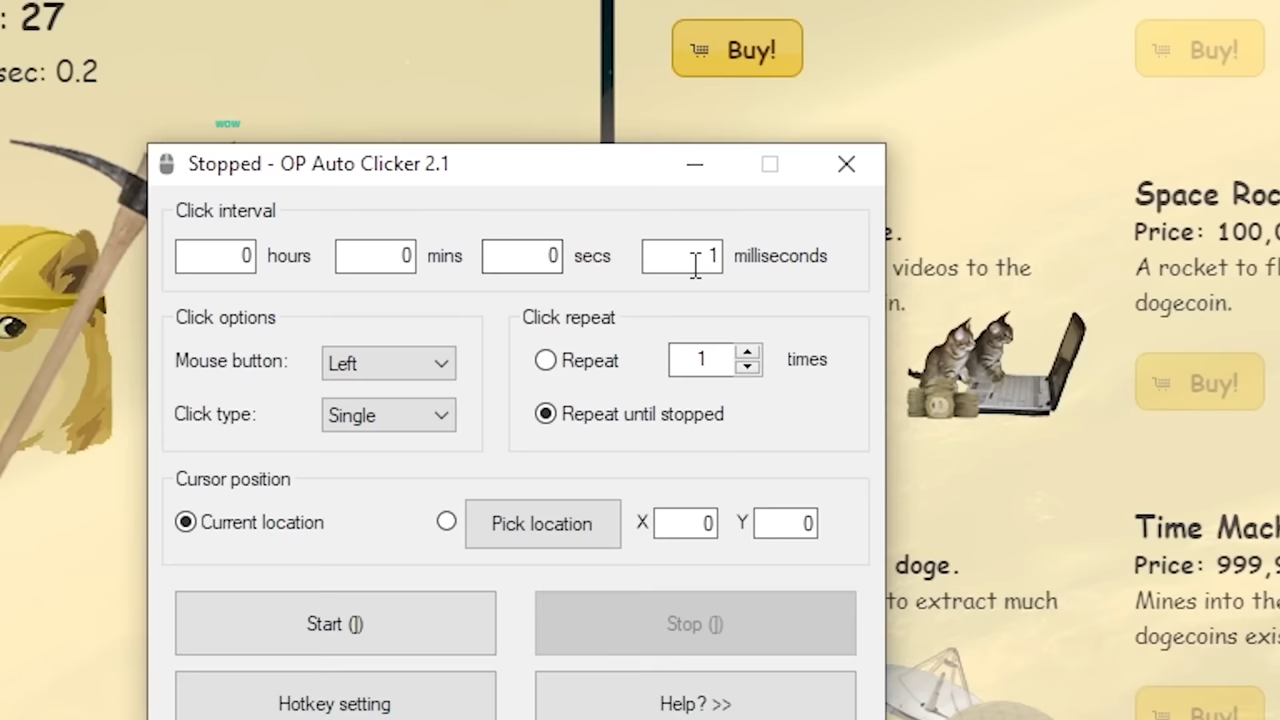 : 27
sec: 0.2
wow
Buy!
Buy!
Stopped - OP Auto Clicker 2.1
Click interval
0 hours 0 mins 0 secs 1 milliseconds
Click options
Mouse button: Left
Click type: Single
Click repeat
Repeat 1 times
Repeat until stopped
Cursor position
Current location Pick location X 0 Y 0
Start (])
Stop (])
Hotkey setting
Help? >>
e.
videos to the
n.
Space Roc
Price: 100,0
A rocket to fl
dogecoin.
Buy!
doge.
to extract much
Time Mach
Price: 999,9
Mines into the
dogecoins exis
Buy!